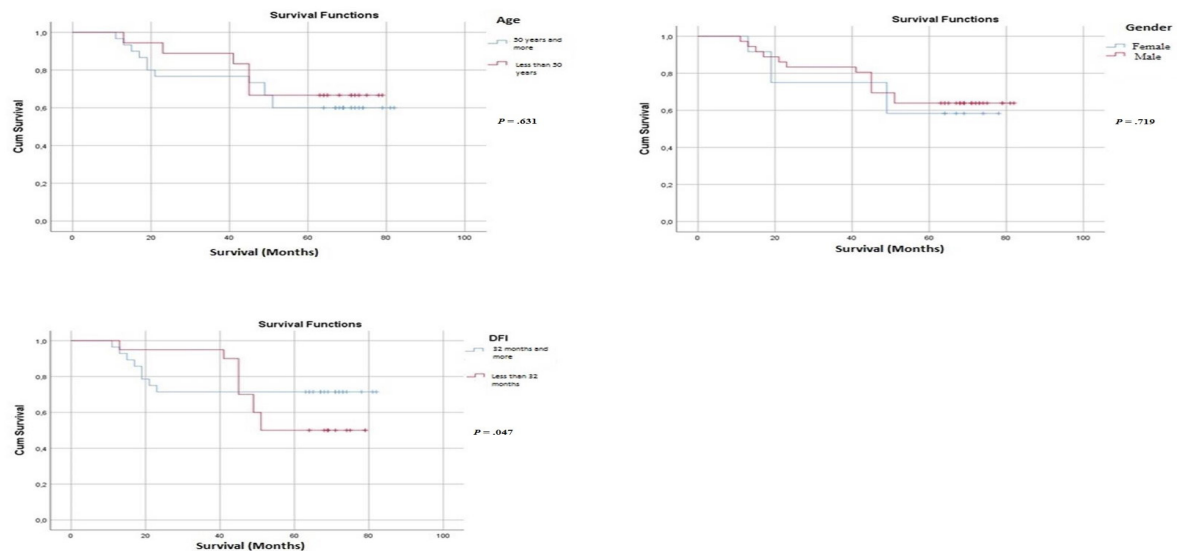 Survival Functions
Age
50 years and
more
Less than 50
years
P = .631
1,0
0,8
0,6
0,4
0,2
0,0
Cum Survival
0 20 40 60 80 100
Survival (Months)
Survival Functions
Gender
Female
Male
P = .719
1,0
0,8
0,6
0,4
0,2
0,0
Cum Survival
0 20 40 60 80 100
Survival (Months)
Survival Functions
DFI
32 months and
more
Less than 32
months
P = .047
1,0
0,8
0,6
0,4
0,2
0,0
Cum Survival
0 20 40 60 80 100
Survival (Months)